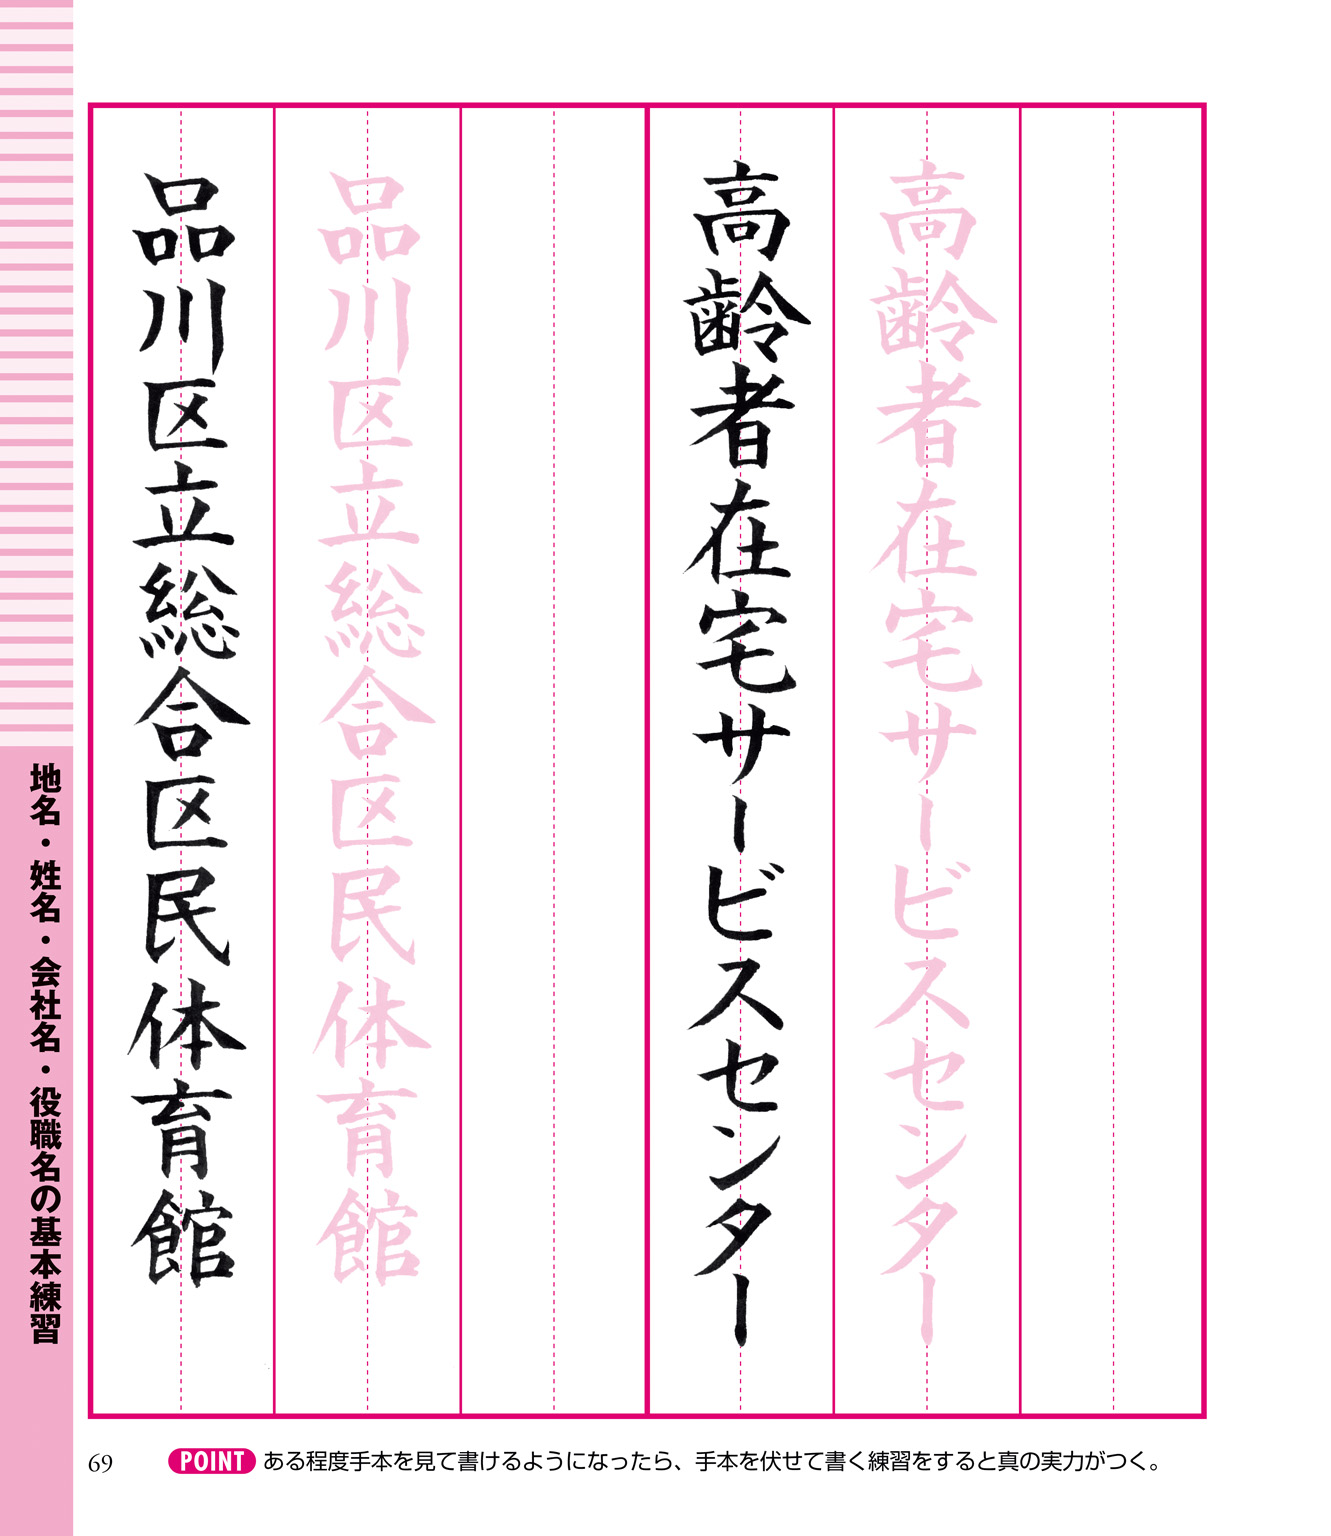 品川区立総合区民体育館
品川区立総合区民体育館
高齢者在宅サービスセンター
高齢者在宅サービスセンター
地名・姓名・会社名・役職名の基本練習
69
POINT ある程度手本を見て書けるようになったら、手本を伏せて書く練習をすると真の実力がつく。